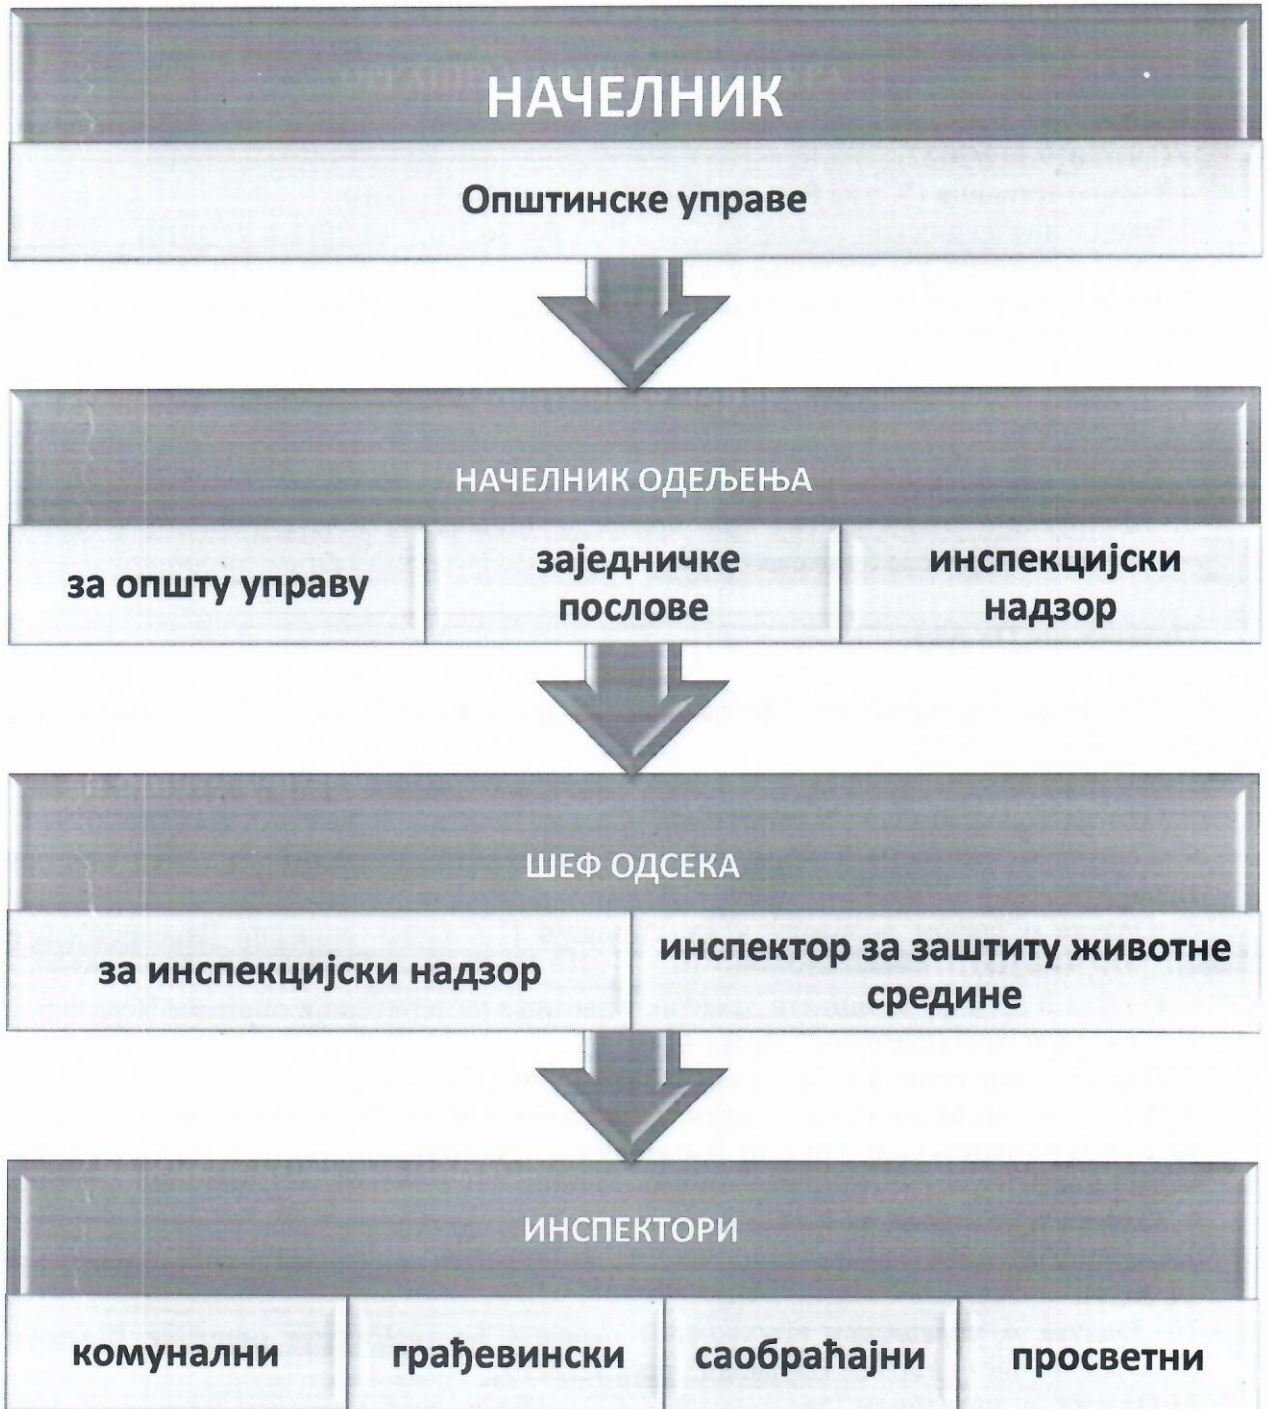 НАЧЕЛНИК
Општинске управе
НАЧЕЛНИК ОДЕЉЕЊА
за општу управу
заједничке
послове
инспекцијски
надзор
ШЕФ ОДСЕКА
за инспекцијски надзор
инспектор за заштиту животне
средине
ИНСПЕКТОРИ
комунални
грађевински
саобраћајни
просветни